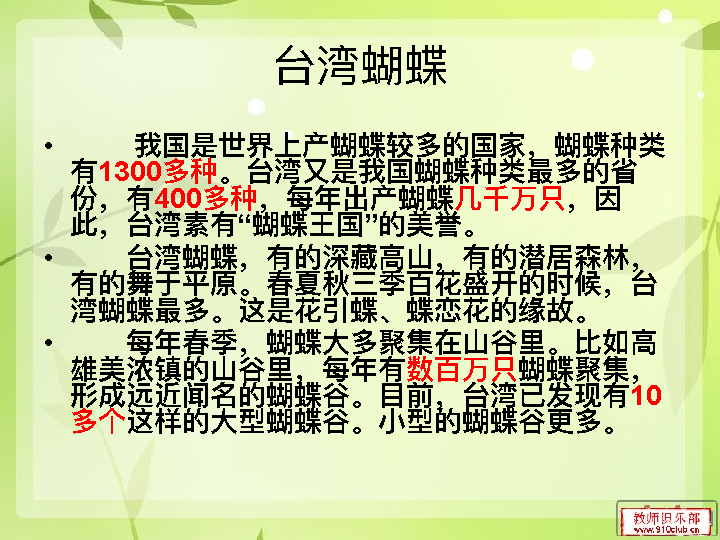 台湾蝴蝶
• 我国是世界上产蝴蝶较多的国家，蝴蝶种类
有1300多种。台湾又是我国蝴蝶种类最多的省
份，有400多种，每年出产蝴蝶几千万只，因
此，台湾素有“蝴蝶王国”的美誉。
• 台湾蝴蝶，有的深藏高山，有的潜居森林，
有的舞于平原。春夏秋三季百花盛开的时候，台
湾蝴蝶最多。这是花引蝶、蝶恋花的缘故。
• 每年春季，蝴蝶大多聚集在山谷里。比如高
雄美浓镇的山谷里，每年有数百万只蝴蝶聚集，
形成远近闻名的蝴蝶谷。目前，台湾已发现有10
多个这样的大型蝴蝶谷。小型的蝴蝶谷更多。
教师俱乐部
www.910club.cn